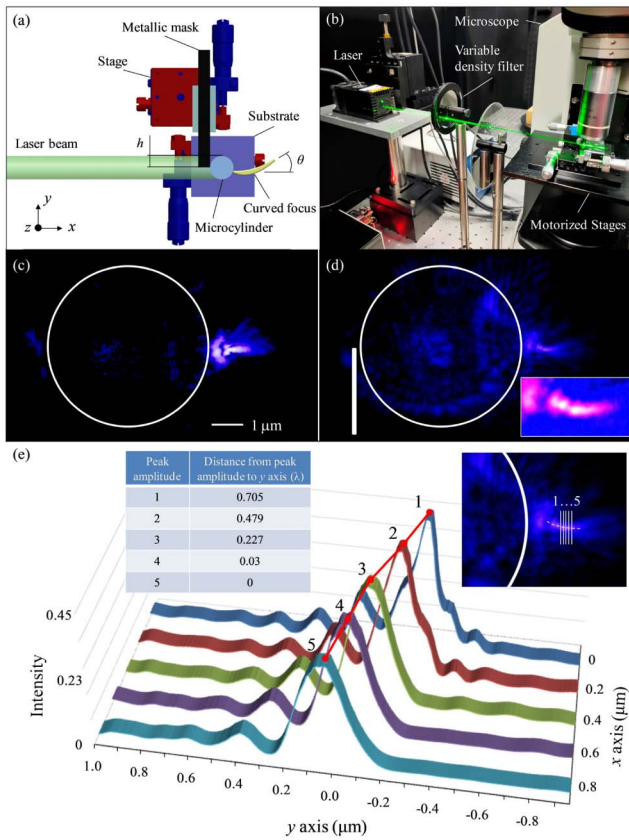 (a)
Metallic mask
Stage
Substrate
Laser beam
h
θ
Microcylinder
Curved focus
y
z
x
(b)
Microscope
Variable
density filter
Laser
Motorized Stages
(c)
1 μm
(d)
(e)
Peak
amplitude
Distance from peak
amplitude to y axis (λ)
1 0.705
2 0.479
3 0.227
4 0.03
5 0
1…5
1
2
3
4
5
Intensity
0.45
0.23
0
1.0 0.8 0.6 0.4 0.2 0.0 -0.2 -0.4 -0.6 -0.8
y axis (μm)
0
0.2
0.4
0.6
0.8
x axis (μm)